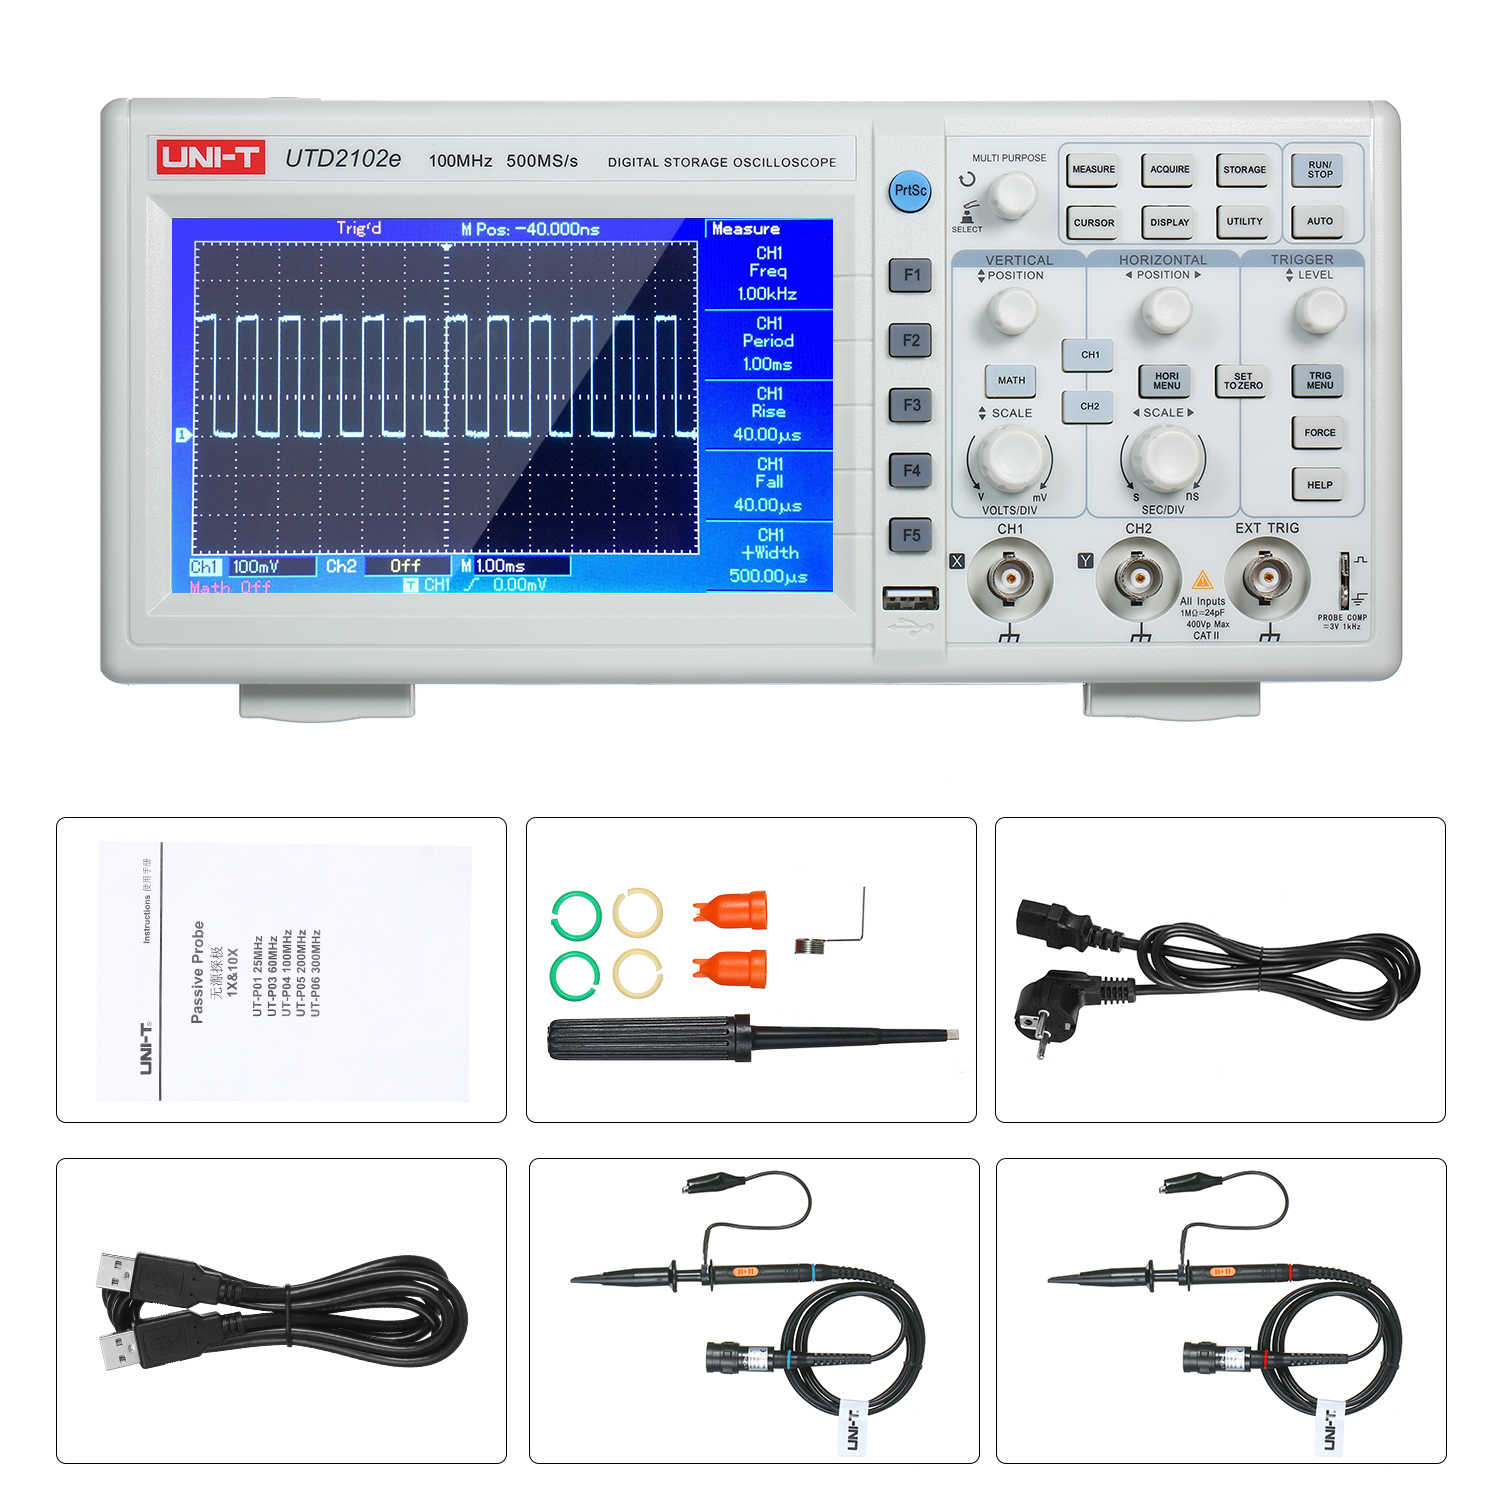 UNI-T UTD2102e 100MHz 500MS/s DIGITAL STORAGE OSCILLOSCOPE
PrtSc
MULTI PURPOSE
SELECT
MEASURE ACQUIRE STORAGE RUN/
STOP
CURSOR DISPLAY UTILITY AUTO
Trig'd M Pos: -40.000ns Measure
CH1
Freq
1.00kHz
CH1
Period
1.00ms
CH1
Rise
40.00µs
CH1
Fall
40.00µs
CH1
+Width
500.00µs
1
Ch1 100mV Ch2 Off M 1.00ms
Math Off T CH1 0.00mV
F1
F2
F3
F4
F5
VERTICAL HORIZONTAL TRIGGER
POSITION POSITION LEVEL
CH1
MATH
HORI
MENU
SET
TO ZERO
TRIG
MENU
CH2
SCALE SCALE
FORCE
HELP
V mV
VOLTS/DIV
s ns
SEC/DIV
CH1 CH2 EXT TRIG
X Y
All Inputs
1MΩ=24pF
400Vp Max
CAT II
PROBE COMP
=3V 1kHz
Instructions 使用手册
UNI-T®
Passive Probe
无源探极
1X&10X
UT-P01 25MHz
UT-P03 60MHz
UT-P04 100MHz
UT-P05 200MHz
UT-P06 300MHz
UNI-T
UNI-T